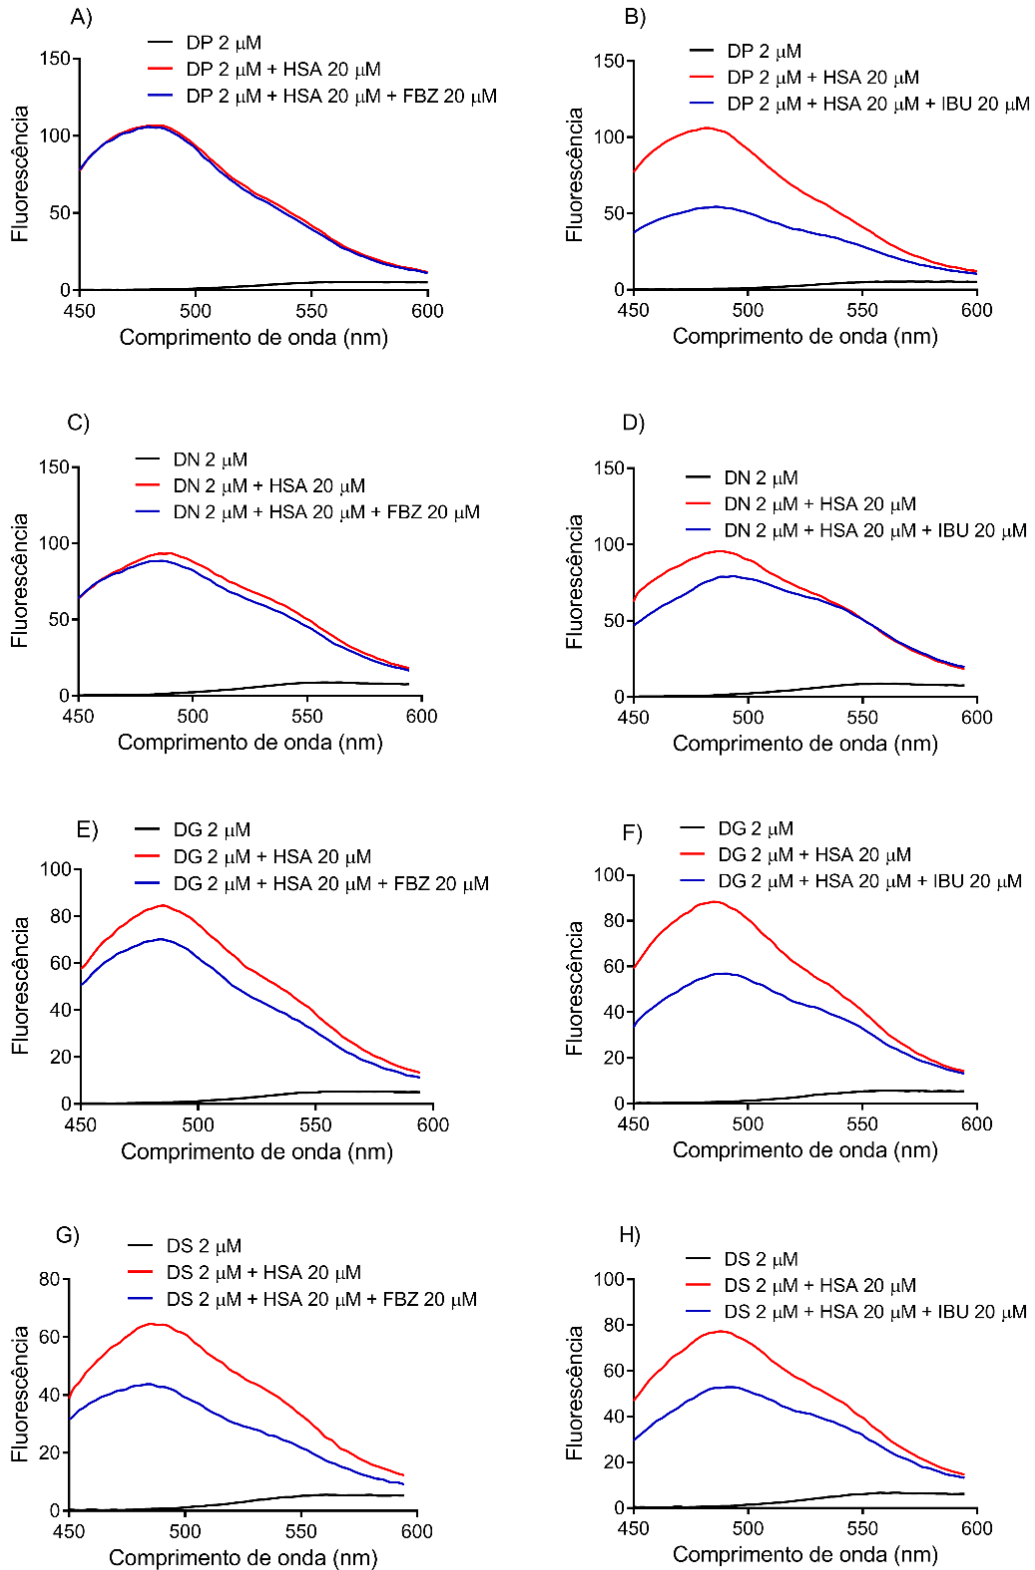 A)
DP 2 μM
DP 2 μM + HSA 20 μM
DP 2 μM + HSA 20 μM + FBZ 20 μM
Fluorescência
150
100
50
0
450
500
550
600
Comprimento de onda (nm)
B)
DP 2 μM
DP 2 μM + HSA 20 μM
DP 2 μM + HSA 20 μM + IBU 20 μM
Fluorescência
150
100
50
0
450
500
550
600
Comprimento de onda (nm)
C)
DN 2 μM
DN 2 μM + HSA 20 μM
DN 2 μM + HSA 20 μM + FBZ 20 μM
Fluorescência
150
100
50
0
450
500
550
600
Comprimento de onda (nm)
D)
DN 2 μM
DN 2 μM + HSA 20 μM
DN 2 μM + HSA 20 μM + IBU 20 μM
Fluorescência
150
100
50
0
450
500
550
600
Comprimento de onda (nm)
E)
DG 2 μM
DG 2 μM + HSA 20 μM
DG 2 μM + HSA 20 μM + FBZ 20 μM
Fluorescência
100
80
60
40
20
0
450
500
550
600
Comprimento de onda (nm)
F)
DG 2 μM
DG 2 μM + HSA 20 μM
DG 2 μM + HSA 20 μM + IBU 20 μM
Fluorescência
100
80
60
40
20
0
450
500
550
600
Comprimento de onda (nm)
G)
DS 2 μM
DS 2 μM + HSA 20 μM
DS 2 μM + HSA 20 μM + FBZ 20 μM
Fluorescência
80
60
40
20
0
450
500
550
600
Comprimento de onda (nm)
H)
DS 2 μM
DS 2 μM + HSA 20 μM
DS 2 μM + HSA 20 μM + IBU 20 μM
Fluorescência
100
80
60
40
20
0
450
500
550
600
Comprimento de onda (nm)